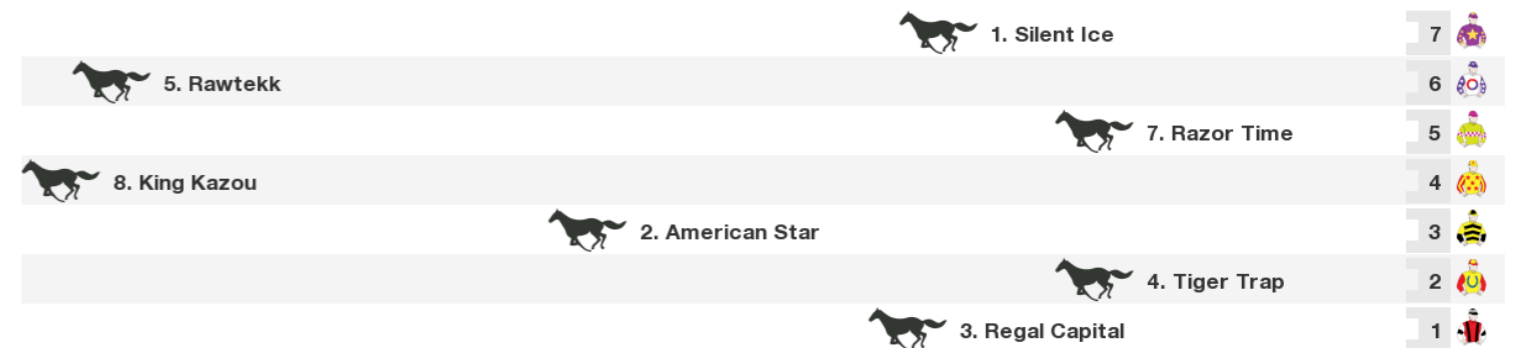 1. Silent Ice 7
5. Rawtekk 6
7. Razor Time 5
8. King Kazou 4
2. American Star 3
4. Tiger Trap 2
3. Regal Capital 1